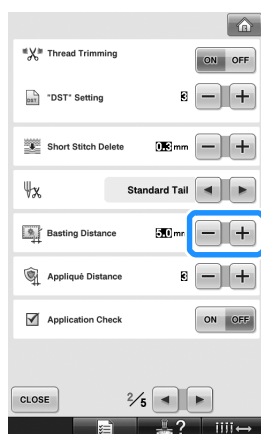 Thread Trimming ON OFF
"DST" Setting 3 − +
Short Stitch Delete 0.3 mm − +
Standard Tail
Basting Distance 5.0 mm − +
Appliqué Distance 3 − +
Application Check ON OFF
CLOSE 2/5
?